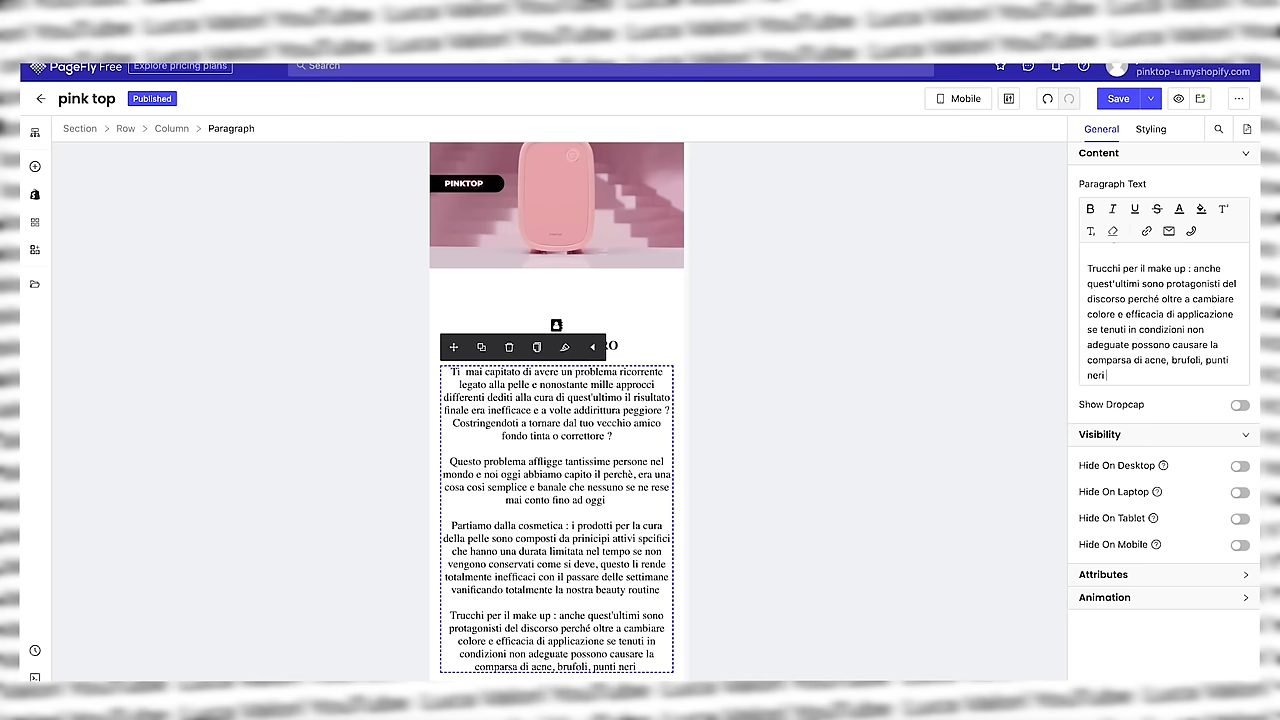 PageFly Free Explore pricing plans Search
pinktop-u.myshopify.com
pink top Published Mobile Save
Section > Row > Column > Paragraph General Styling
Content
Paragraph Text
PINKTOP
B I U S A T
T
Trucchi per il make up : anche
quest'ultimi sono protagonisti del
discorso perché oltre a cambiare
colore e efficacia di applicazione
se tenuti in condizioni non
adeguate possono causare la
comparsa di acne, brufoli, punti
neri
RO
Ti mai capitato di avere un problema ricorrente
legato alla pelle e nonostante mille approcci
differenti dediti alla cura di quest'ultimo il risultato
finale era inefficace e a volte addirittura peggiore ?
Costringendoti a tornare dal tuo vecchio amico
fondo tinta o correttore ?
Questo problema affligge tantissime persone nel
mondo e noi oggi abbiamo capito il perchè, era una
cosa cosi semplice e banale che nessuno se ne rese
mai conto fino ad oggi
Partiamo dalla cosmetica : i prodotti per la cura
della pelle sono composti da prinicipi attivi spcifici
che hanno una durata limitata nel tempo se non
vengono conservati come si deve, questo li rende
totalmente inefficaci con il passare delle settimane
vanificando totalmente la nostra beauty routine
Trucchi per il make up : anche quest'ultimi sono
protagonisti del discorso perché oltre a cambiare
colore e efficacia di applicazione se tenuti in
condizioni non adeguate possono causare la
comparsa di acne, brufoli, punti neri
Show Dropcap
Visibility
Hide On Desktop
Hide On Laptop
Hide On Tablet
Hide On Mobile
Attributes
Animation